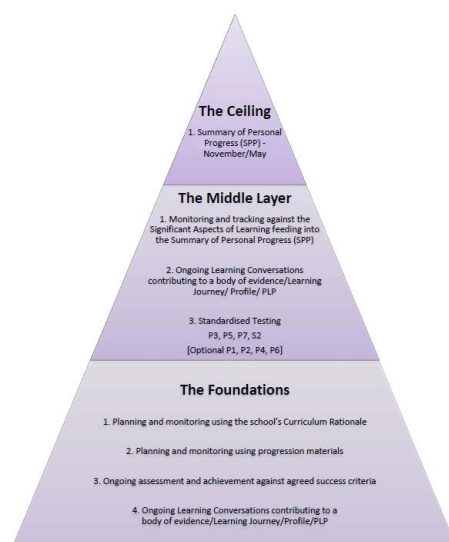 The Ceiling
1. Summary of Personal
Progress (SPP) -
November/May
The Middle Layer
1. Monitoring and tracking against the
Significant Aspects of Learning feeding into
the Summary of Personal Progress (SPP)
2. Ongoing Learning Conversations
contributing to a body of evidence/Learning
Journey/ Profile/ PLP
3. Standardised Testing
P3, P5, P7, S2
[Optional P1, P2, P4, P6]
The Foundations
1. Planning and monitoring using the school's Curriculum Rationale
2. Planning and monitoring using progression materials
3. Ongoing assessment and achievement against agreed success criteria
4. Ongoing Learning Conversations contributing to a
body of evidence/Learning Journey/Profile/PLP